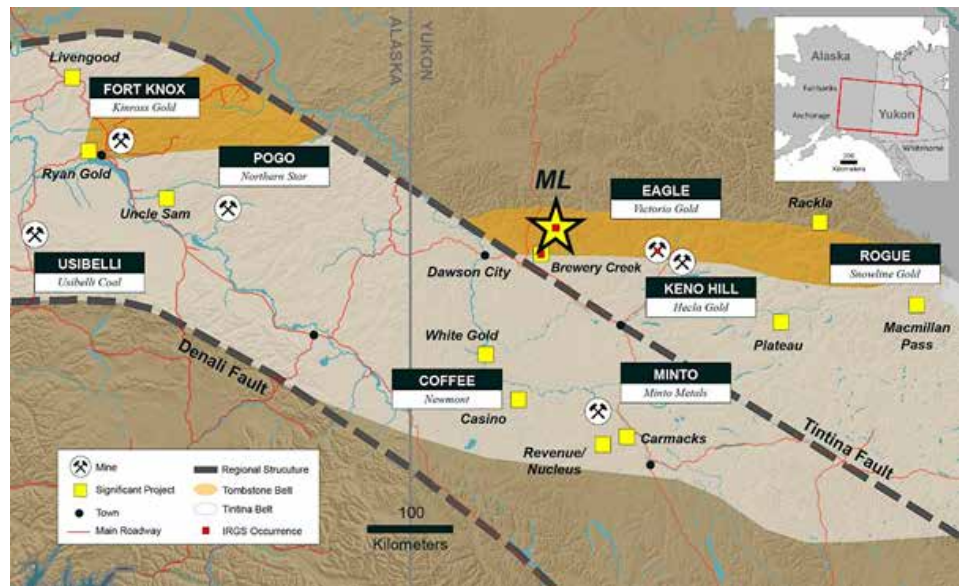 Livengood
FORT KNOX
Kinross Gold
Ryan Gold
POGO
Northern Star
Uncle Sam
USIBELLI
Usibelli Coal
ALASKA
YUKON
Alaska
Fairbanks
Yukon
Anchorage
Whitehorse
200
Kilometers
ML
EAGLE
Victoria Gold
Rackla
Dawson City
Brewery Creek
ROGUE
Snowline Gold
KENO HILL
Hecla Gold
Macmillan
Pass
White Gold
Plateau
Denali Fault
COFFEE
Newmont
MINTO
Minto Metals
Casino
Tintina Fault
Revenue/
Nucleus
Carmacks
Mine
Significant Project
Town
Main Roadway
Regional Strucuture
Tombstone Belt
Tintina Belt
IRGS Occurrence
100
Kilometers